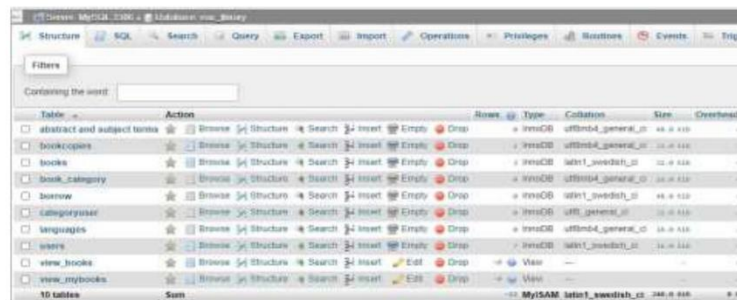 Structure SQL Search Query Export Import Operations Privileges Routines Events
Filters
Containing the word:
Table Action Rows Type Collation Size Overhead
abstract and subject terms Browse Structure Search Insert Empty Drop InnoDB utf8mb4_general_ci
bookcopies Browse Structure Search Insert Empty Drop InnoDB utf8mb4_general_ci
books Browse Structure Search Insert Empty Drop InnoDB latin1_swedish_ci
book_category Browse Structure Search Insert Empty Drop InnoDB utf8mb4_general_ci
borrow Browse Structure Search Insert Empty Drop InnoDB latin1_swedish_ci
categoryuser Browse Structure Search Insert Empty Drop InnoDB utf8_general_ci
languages Browse Structure Search Insert Empty Drop InnoDB utf8mb4_general_ci
users Browse Structure Search Insert Empty Drop InnoDB latin1_swedish_ci
view_books Browse Structure Search Insert Edit Drop View
view_mybooks Browse Structure Search Insert Edit Drop View
10 tables Sum MyISAM latin1_swedish_ci